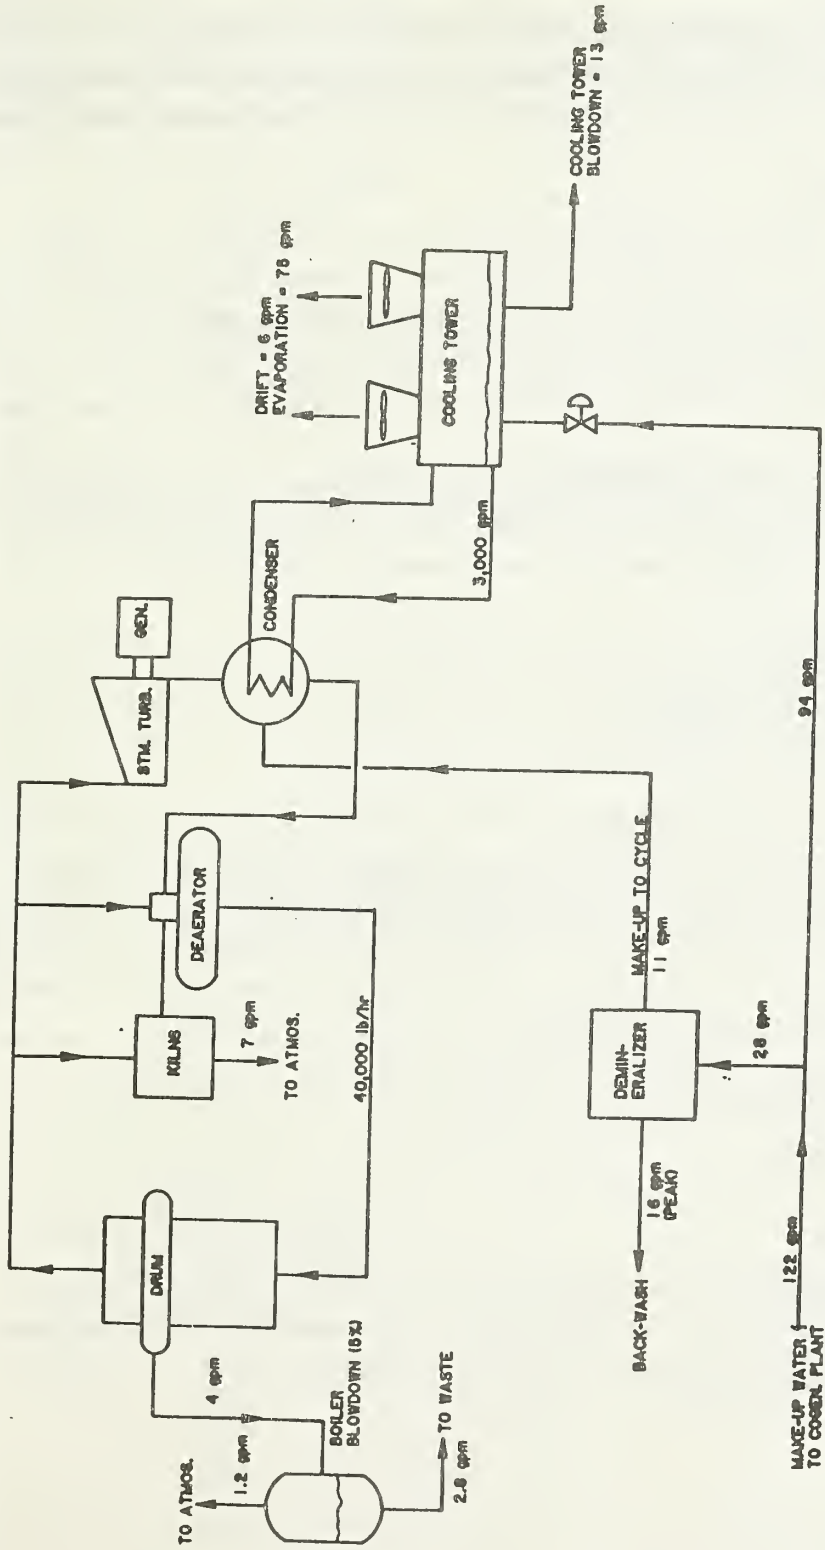 STM. TURB.
GEN.
CONDENSER
DRIFT = 6 gpm
EVAPORATION = 75 gpm
COOLING TOWER
COOLING TOWER
BLOWDOWN = 13 gpm
3,000 gpm
DEAERATOR
KILNS
7 gpm
TO ATMOS.
40,000 lb/hr
DRUM
4 gpm
BOILER
BLOWDOWN (5%)
TO ATMOS.
1.2 gpm
TO WASTE
2.8 gpm
MAKE-UP TO CYCLE
11 gpm
DEMIN-
ERALIZER
28 gpm
16 gpm
(PEAK)
BACK-WASH
94 gpm
122 gpm
MAKE-UP WATER
TO COGEN. PLANT